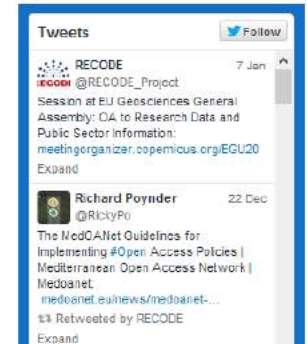 Tweets
Follow
RECODE 7 Jan
RECODE @RECODE_Project
Session at EU Geosciences General
Assembly: OA to Research Data and
Public Sector Information:
meetingorganizer.copernicus.org/EGU20
Expand
Richard Poynder 22 Dec
@RickyPo
The MedOANet Guidelines for
Implementing #Open Access Policies |
Mediterranean Open Access Network |
Medoanet:
medoanet.eu/news/medoanet-...
Retweeted by RECODE
Expand